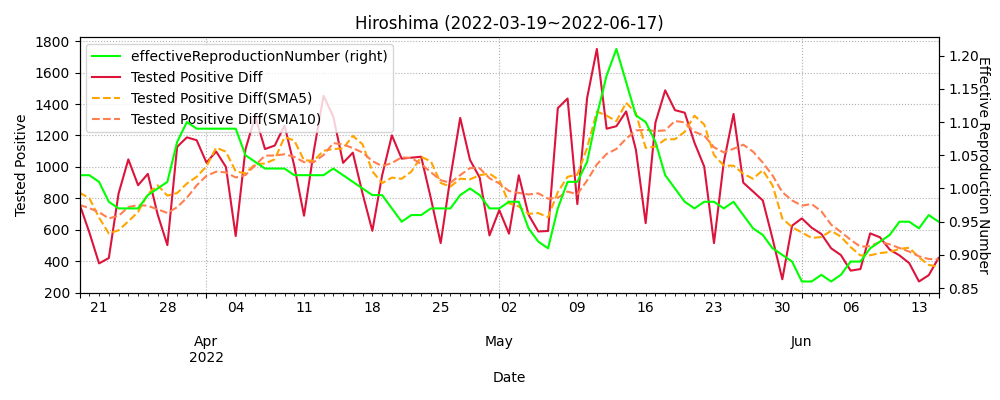 Hiroshima (2022-03-19~2022-06-17)
effectiveReproductionNumber (right)
Tested Positive Diff
Tested Positive Diff(SMA5)
Tested Positive Diff(SMA10)
Tested Positive
1800
1600
1400
1200
1000
800
600
400
200
Effective Reproduction Number
1.20
1.15
1.10
1.05
1.00
0.95
0.90
0.85
21 28 04 11 18 25 02 09 16 23 30 06 13
Apr May Jun
2022
Date